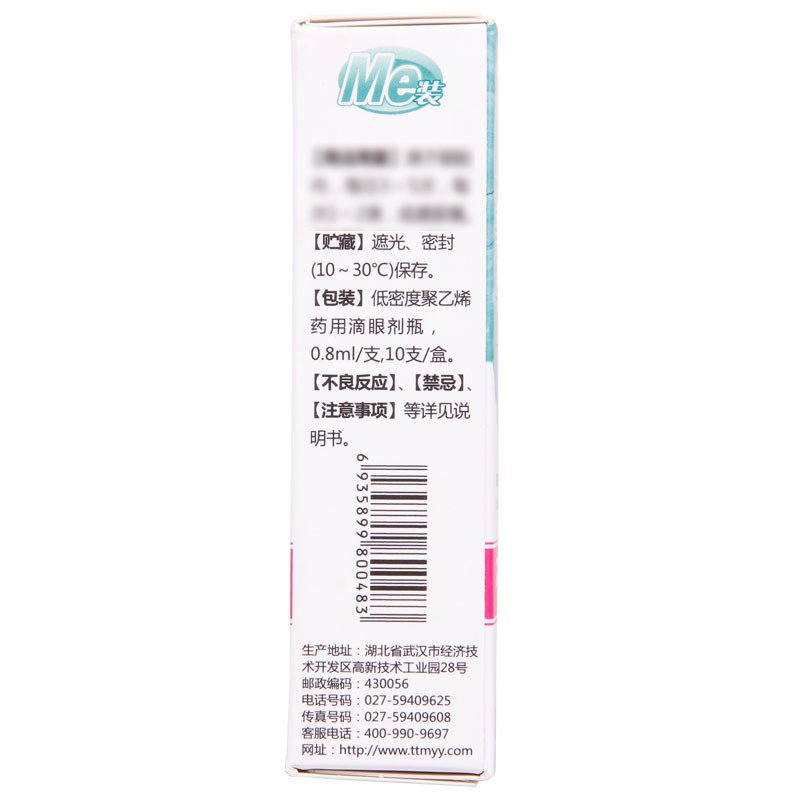 Me装
【贮藏】遮光、密封
(10～30℃)保存。
【包装】低密度聚乙烯
药用滴眼剂瓶，
0.8ml/支,10支/盒。
【不良反应】、【禁忌】、
【注意事项】等详见说
明书。
6935899800483
生产地址：湖北省武汉市经济技
术开发区高新技术工业园28号
邮政编码：430056
电话号码：027-59409625
传真号码：027-59409608
客服电话：400-990-9697
网址：http://www.ttmyy.com